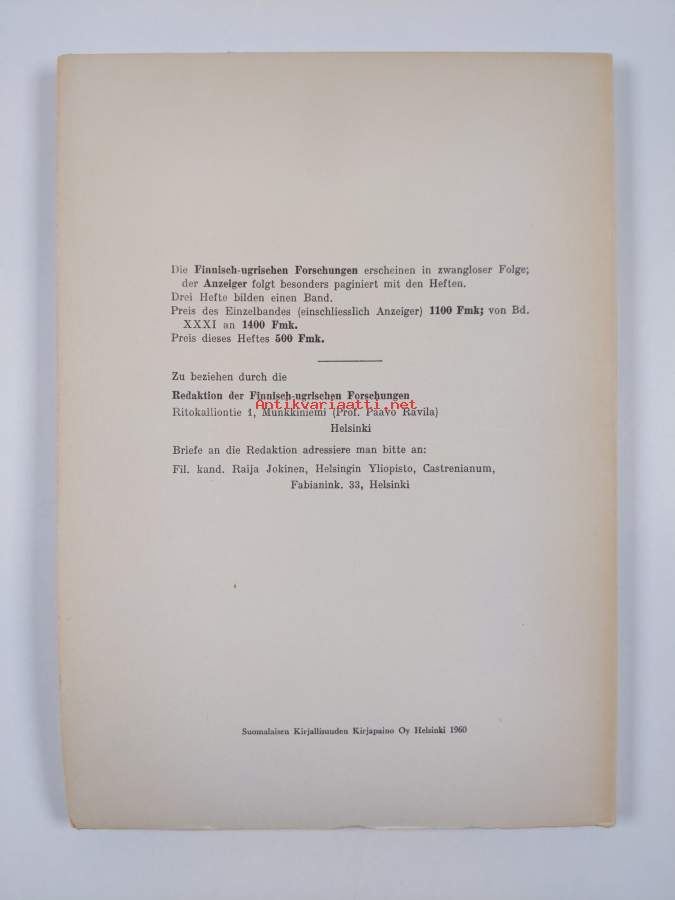 Die Finnisch-ugrischen Forschungen erscheinen in zwangloser Folge;
der Anzeiger folgt besonders paginiert mit den Heften.
Drei Hefte bilden einen Band.
Preis des Einzelbandes (einschliesslich Anzeiger) 1100 Fmk; von Bd.
XXXI an 1400 Fmk.
Preis dieses Heftes 500 Fmk.
Zu beziehen durch die
Redaktion der Finnisch-ugrischen Forschungen
Antikvariaatti.net
Ritokalliontie 1, Munkkiniemi (Prof. Paavo Ravila)
Helsinki
Briefe an die Redaktion adressiere man bitte an:
Fil. kand. Raija Jokinen, Helsingin Yliopisto, Castrenianum,
Fabianink. 33, Helsinki
Suomalaisen Kirjallisuuden Kirjapaino Oy Helsinki 1960